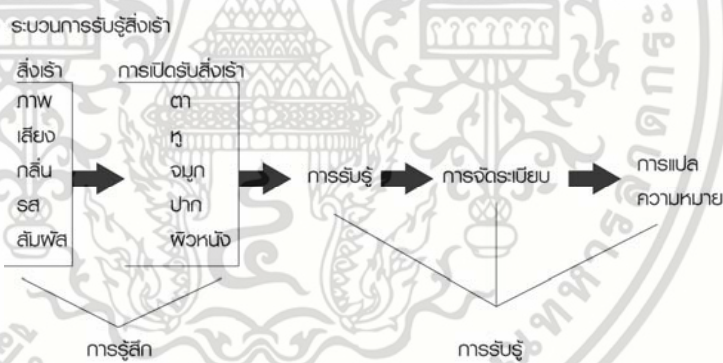 ระบวนการรับรู้สิ่งเร้า
สิ่งเร้า การเปิดรับสิ่งเร้า
ภาพ ตา
เสียง หู
กลิ่น จมูก
รส ปาก
สัมผัส ผิวหนัง
การรับรู้ การจัดระเบียบ การแปล
ความหมาย
การรู้สึก การรับรู้